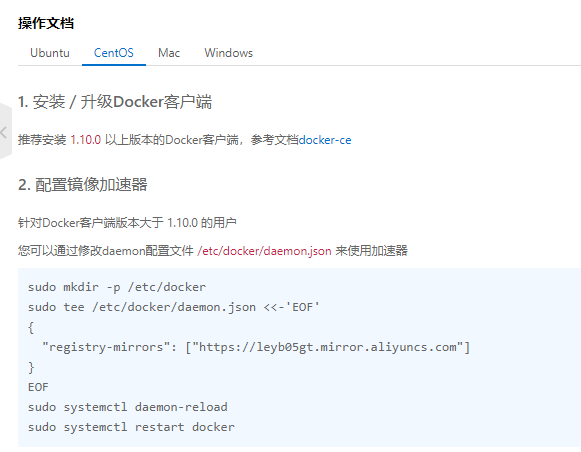 操作文档
Ubuntu CentOS Mac Windows
1. 安装 / 升级Docker客户端
推荐安装 1.10.0 以上版本的Docker客户端，参考文档docker-ce
2. 配置镜像加速器
针对Docker客户端版本大于 1.10.0 的用户
您可以通过修改daemon配置文件 /etc/docker/daemon.json 来使用加速器
sudo mkdir -p /etc/docker
sudo tee /etc/docker/daemon.json <<-'EOF'
{
  "registry-mirrors": ["https://leyb05gt.mirror.aliyuncs.com"]
}
EOF
sudo systemctl daemon-reload
sudo systemctl restart docker